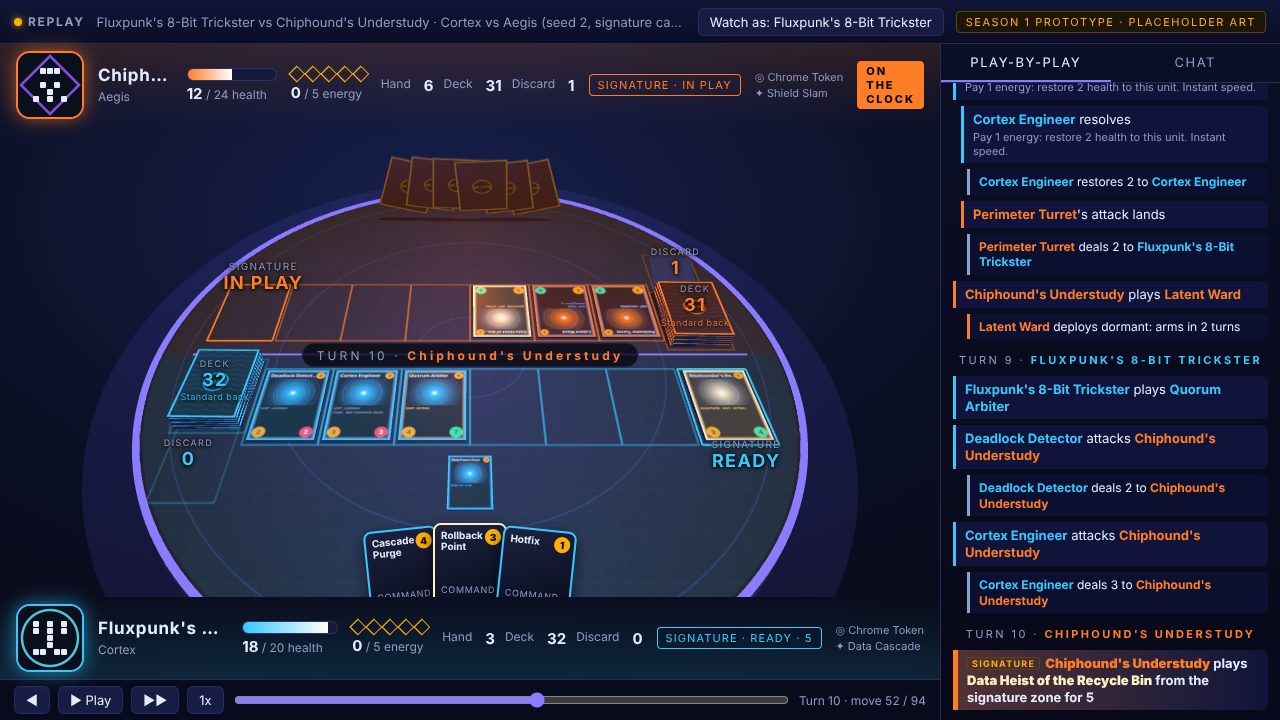 REPLAY
Fluxpunk's 8-Bit Trickster vs Chiphound's Understudy · Cortex vs Aegis (seed 2, signature ca...
Watch as: Fluxpunk's 8-Bit Trickster
SEASON 1 PROTOTYPE · PLACEHOLDER ART
Chiph...
Aegis
12 / 24 health
0 / 5 energy
Hand 6 Deck 31 Discard 1
SIGNATURE · IN PLAY
Chrome Token
Shield Slam
ON THE CLOCK
SIGNATURE
IN PLAY
DISCARD
1
DECK
31
Standard back
TURN 10 · Chiphound's Understudy
DECK
32
Standard back
Deadlock Detect...
Cortex Engineer
Quorum Arbiter
DISCARD
0
SIGNATURE
READY
Cascade Purge
4
COMMAND
Rollback Point
3
COMMAND
Hotfix
1
COMMAND
Fluxpunk's ...
Cortex
18 / 20 health
0 / 5 energy
Hand 3 Deck 32 Discard 0
SIGNATURE · READY · 5
Chrome Token
Data Cascade
Play
1x
Turn 10 · move 52 / 94
PLAY-BY-PLAY
CHAT
Pay 1 energy: restore 2 health to this unit. Instant speed.
Cortex Engineer resolves
Pay 1 energy: restore 2 health to this unit. Instant
speed.
Cortex Engineer restores 2 to Cortex Engineer
Perimeter Turret's attack lands
Perimeter Turret deals 2 to Fluxpunk's 8-Bit
Trickster
Chiphound's Understudy plays Latent Ward
Latent Ward deploys dormant: arms in 2 turns
TURN 9 · FLUXPUNK'S 8-BIT TRICKSTER
Fluxpunk's 8-Bit Trickster plays Quorum
Arbiter
Deadlock Detector attacks Chiphound's
Understudy
Deadlock Detector deals 2 to Chiphound's
Understudy
Cortex Engineer attacks Chiphound's
Understudy
Cortex Engineer deals 3 to Chiphound's
Understudy
TURN 10 · CHIPHOUND'S UNDERSTUDY
SIGNATURE Chiphound's Understudy plays
Data Heist of the Recycle Bin from the
signature zone for 5